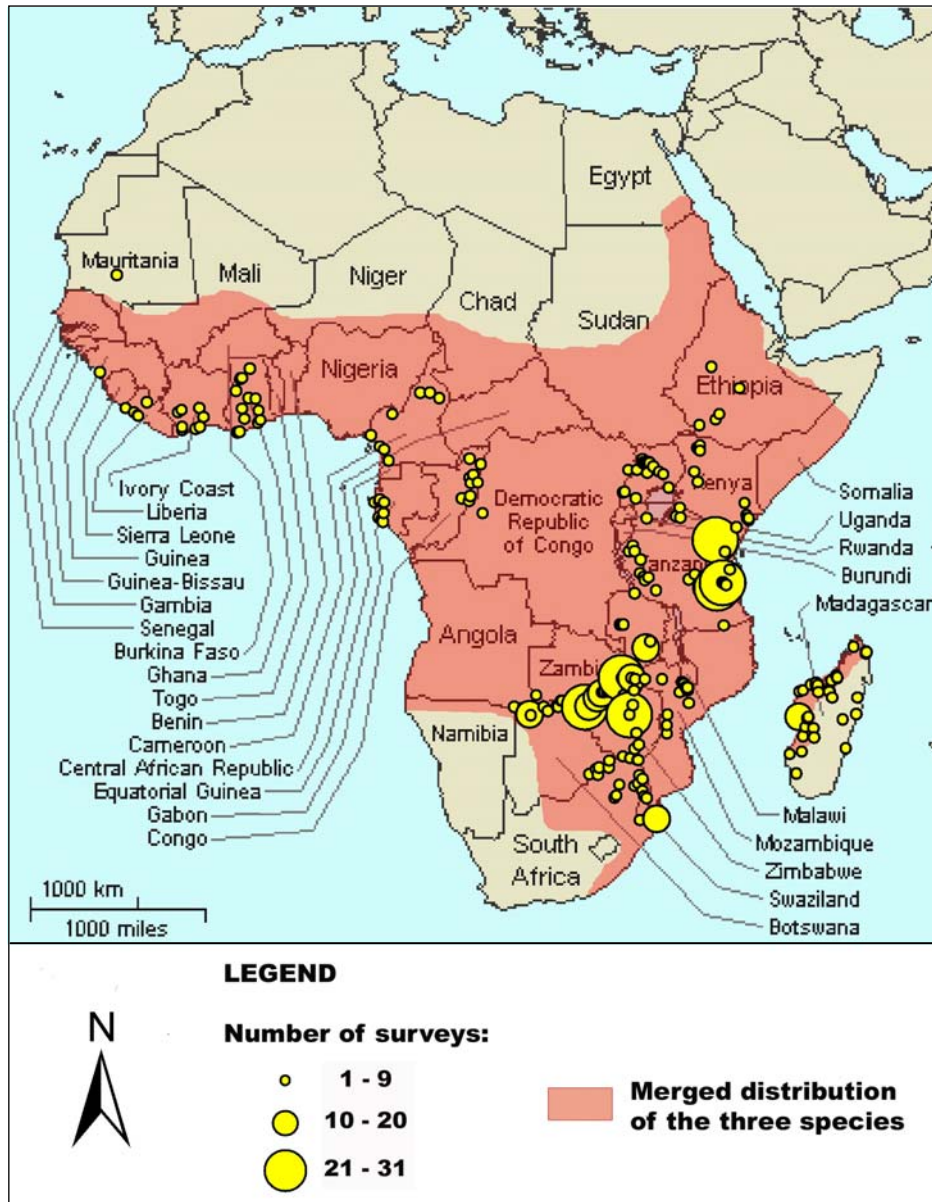 Egypt
Mauritania
Mali
Niger
Chad
Sudan
Nigeria
Ethiopia
Ivory Coast
Liberia
Sierra Leone
Guinea
Guinea-Bissau
Gambia
Senegal
Burkina Faso
Ghana
Togo
Benin
Cameroon
Central African Republic
Equatorial Guinea
Gabon
Congo
Democratic
Republic
of Congo
Kenya
Somalia
Uganda
Rwanda
Burundi
Madagascar
Angola
Namibia
South
Africa
Malawi
Mozambique
Zimbabwe
Swaziland
Botswana
1000 km
1000 miles
LEGEND
N
Number of surveys:
1 - 9
10 - 20
21 - 31
Merged distribution
of the three species